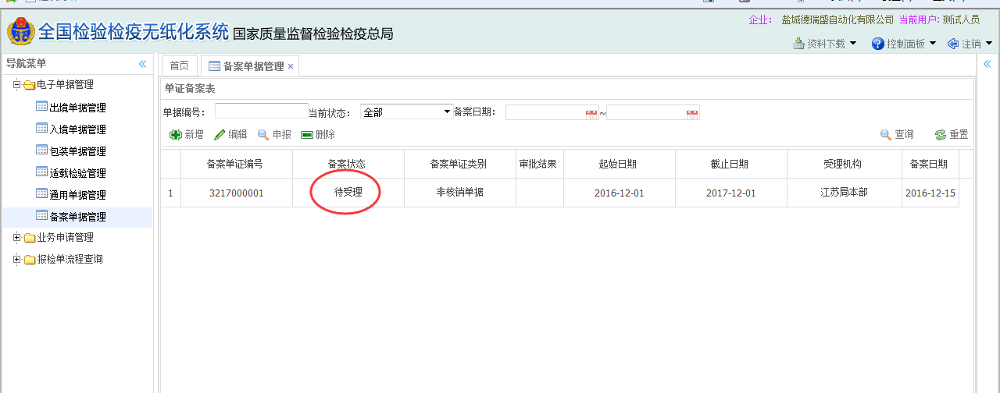 企业： 盐城德瑞盛自动化有限公司 当前用户: 测试人员
全国检验检疫无纸化系统 国家质量监督检验检疫总局
资料下载 控制面板 注销
导航菜单
首页 备案单据管理 ×
电子单据管理
出境单据管理
入境单据管理
包装单据管理
适载检验管理
通用单据管理
备案单据管理
业务申请管理
报检单流程查询
单证备案表
单据编号： 当前状态： 全部 备案日期： ~
新增 编辑 申报 删除 查询 重置
备案单证编号 备案状态 备案单证类别 审批结果 起始日期 截止日期 受理机构 备案日期
1 3217000001 待受理 非核销单据 2016-12-01 2017-12-01 江苏局本部 2016-12-15